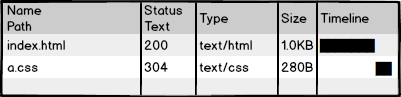 Name Path Status Text Type Size Timeline
index.html 200 text/html 1.0KB
a.css 304 text/css 280B